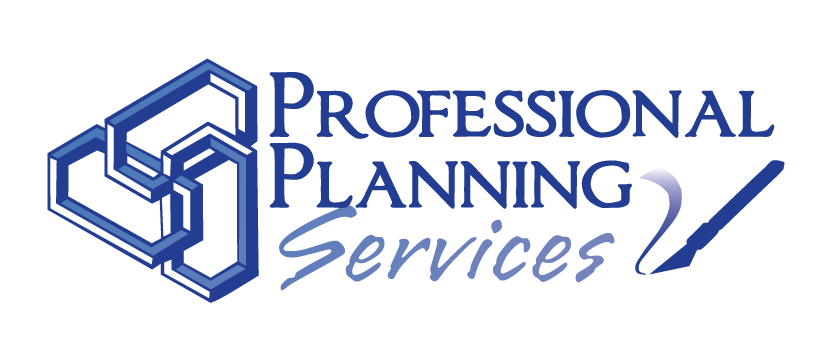 PROFESSIONAL
PLANNING
Services